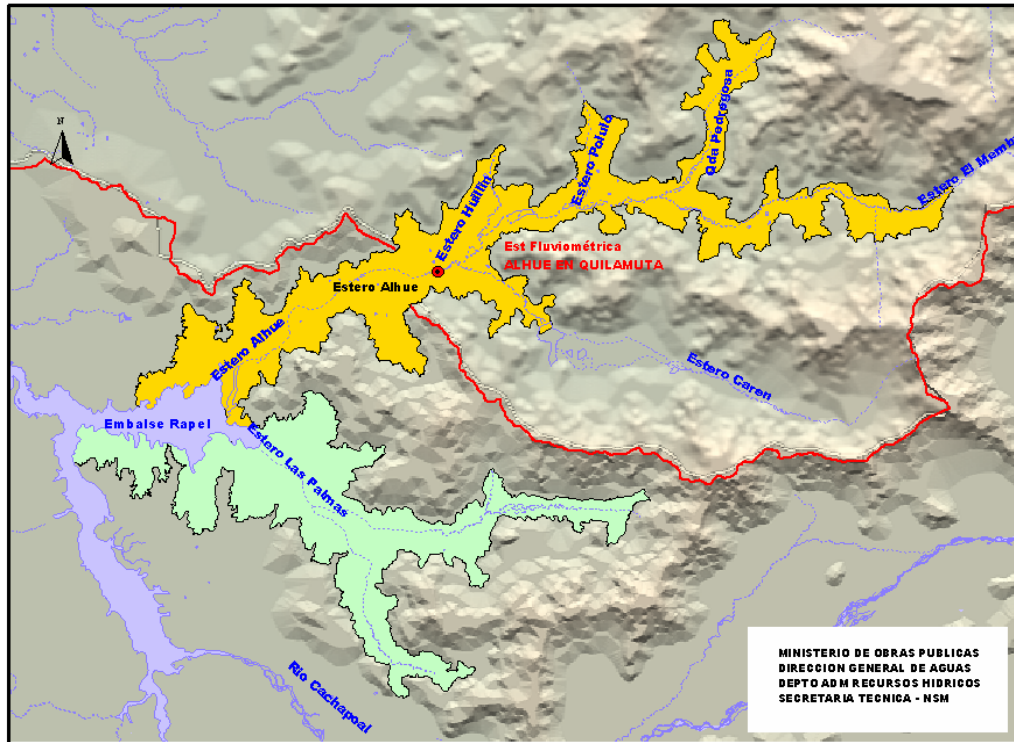 N
Qda Pedregosa
Estero Polulo
Estero El Memb
Estero Huallin
Est Fluviométrica
ALHUE EN QUILAMUTA
Estero Alhue
Estero Alhue
Estero Caren
Embalse Rapel
Estero Las Palmas
Rio Cachapoal
MINISTERIO DE OBRAS PUBLICAS
DIRECCION GENERAL DE AGUAS
DEPTO ADM RECURSOS HIDRICOS
SECRETARIA TECNICA - NSM